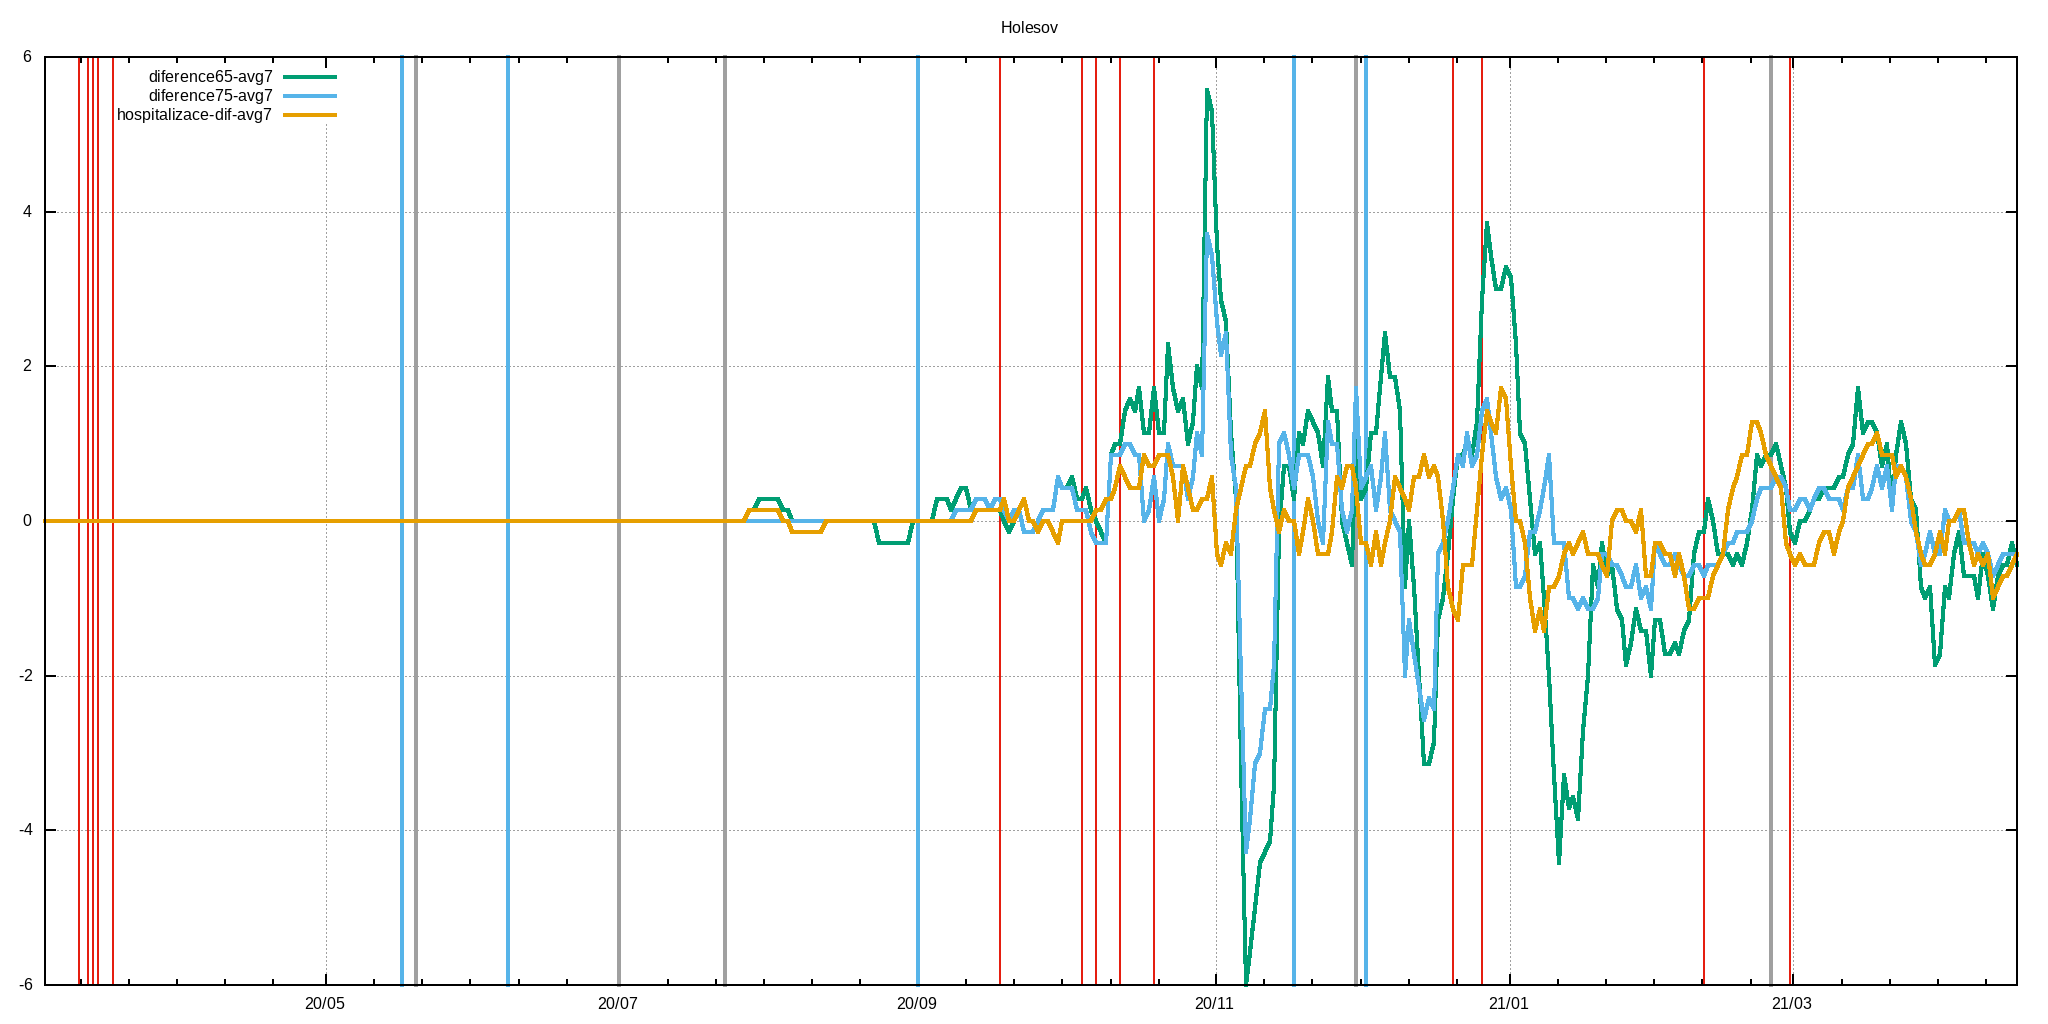 Holesov
diference65-avg7
diference75-avg7
hospitalizace-dif-avg7
6
4
2
0
-2
-4
-6
20/05 20/07 20/09 20/11 21/01 21/03